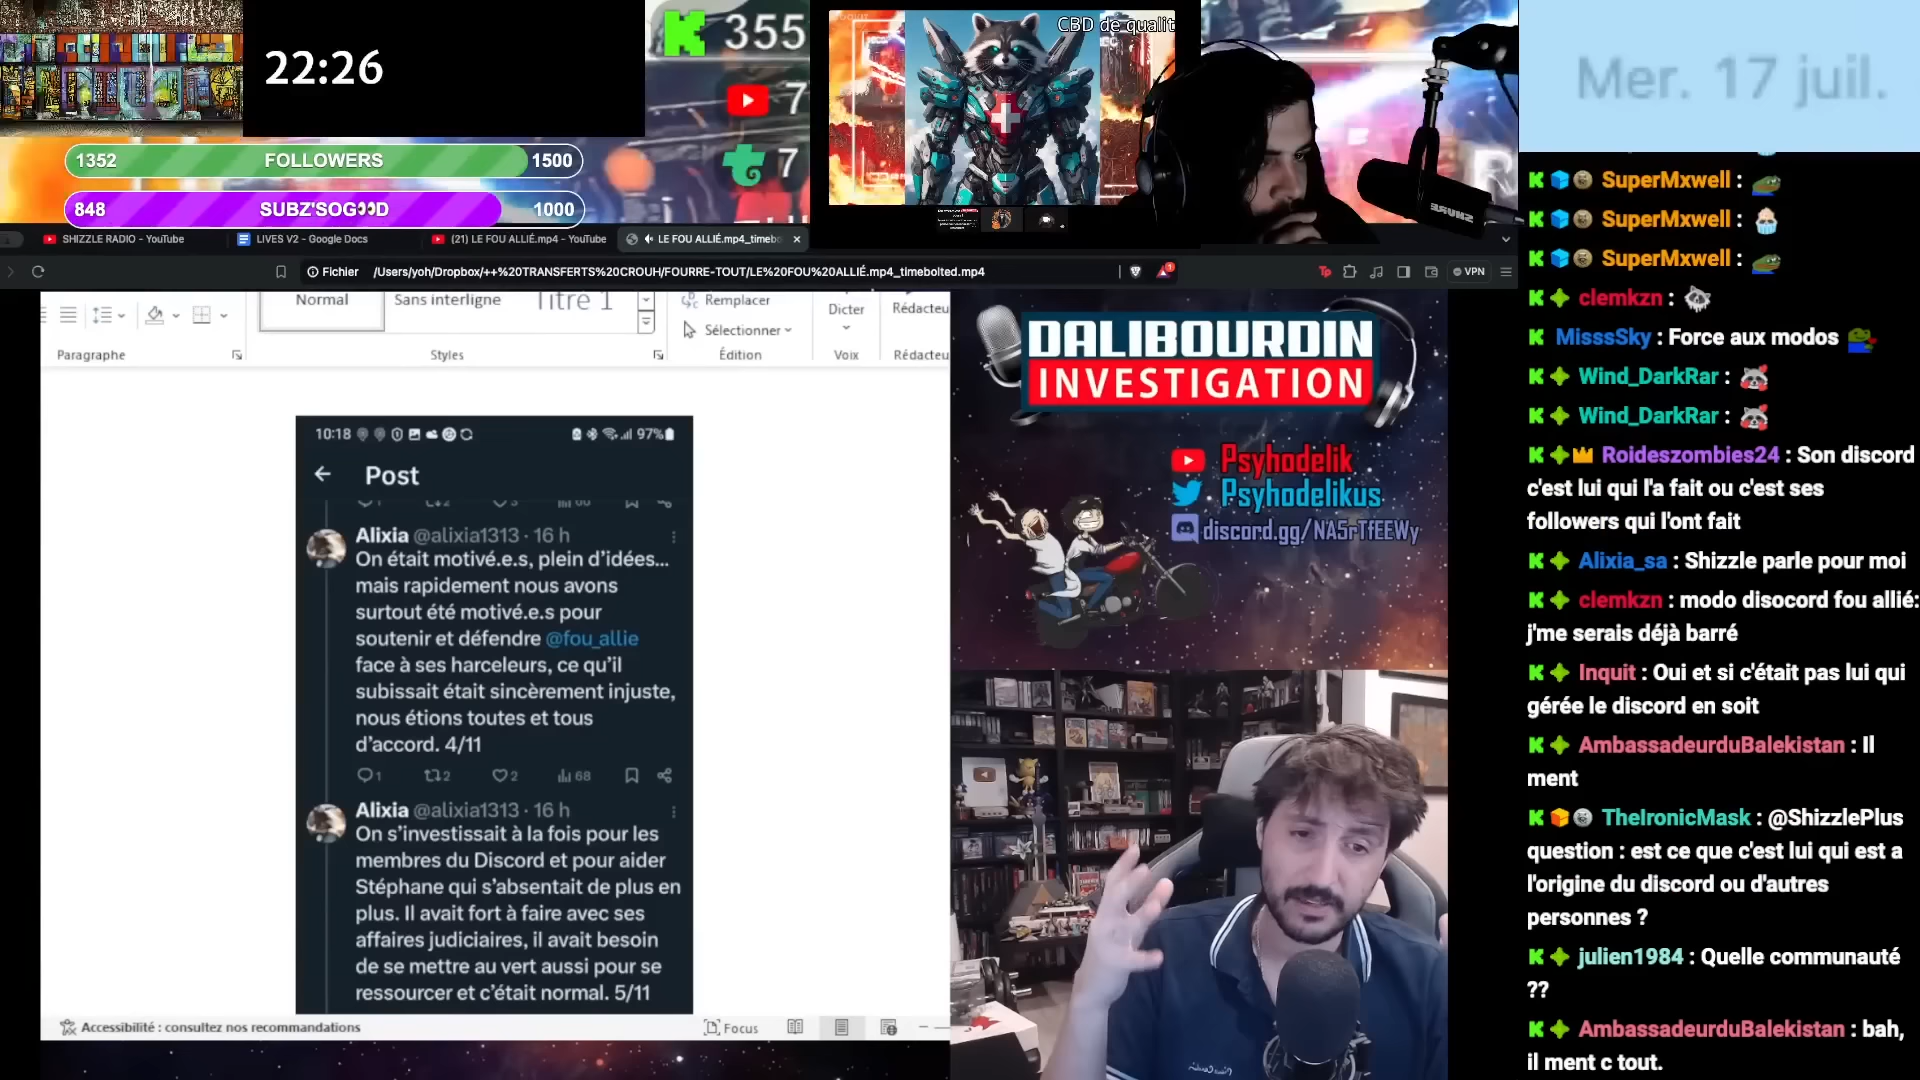 22:26
355
7
7
1352 FOLLOWERS 1500
848 SUBZ'SOG👀D 1000
CBD de qualit
Mer. 17 juil.
SHIZZLE RADIO - YouTube
LIVES V2 - Google Docs
(21) LE FOU ALLIÉ.mp4 - YouTube
LE FOU ALLIÉ.mp4_timebo
Fichier /Users/yoh/Dropbox/++%20TRANSFERTS%20CROUH/FOURRE-TOUT/LE%20FOU%20ALLIÉ.mp4_timebolted.mp4
VPN
Normal
Sans interligne
Titre 1
Remplacer
Sélectionner
Dicter
Rédacteu
Paragraphe
Styles
Édition
Voix
Rédacteu
10:18
97%
Post
Alixia @alixia1313 · 16 h
On était motivé.e.s, plein d’idées...
mais rapidement nous avons
surtout été motivé.e.s pour
soutenir et défendre @fou_allie
face à ses harceleurs, ce qu’il
subissait était sincèrement injuste,
nous étions toutes et tous
d’accord. 4/11
1 2 2 68
Alixia @alixia1313 · 16 h
On s’investissait à la fois pour les
membres du Discord et pour aider
Stéphane qui s’absentait de plus en
plus. Il avait fort à faire avec ses
affaires judiciaires, il avait besoin
de se mettre au vert aussi pour se
ressourcer et c’était normal. 5/11
Accessibilité : consultez nos recommandations
Focus
DALIBOURDIN
INVESTIGATION
Psyhodelik
Psyhodelikus
discord.gg/NA5rTfEEWy
SHURE
SuperMxwell :
SuperMxwell :
SuperMxwell :
clemkzn :
MisssSky : Force aux modos
Wind_DarkRar :
Wind_DarkRar :
Roideszombies24 : Son discord
c'est lui qui l'a fait ou c'est ses
followers qui l'ont fait
Alixia_sa : Shizzle parle pour moi
clemkzn : modo disocord fou allié:
j'me serais déjà barré
Inquit : Oui et si c'était pas lui qui
gérée le discord en soit
AmbassadeurduBalekistan : Il
ment
TheIronicMask : @ShizzlePlus
question : est ce que c'est lui qui est a
l'origine du discord ou d'autres
personnes ?
julien1984 : Quelle communauté
??
AmbassadeurduBalekistan : bah,
il ment c tout.